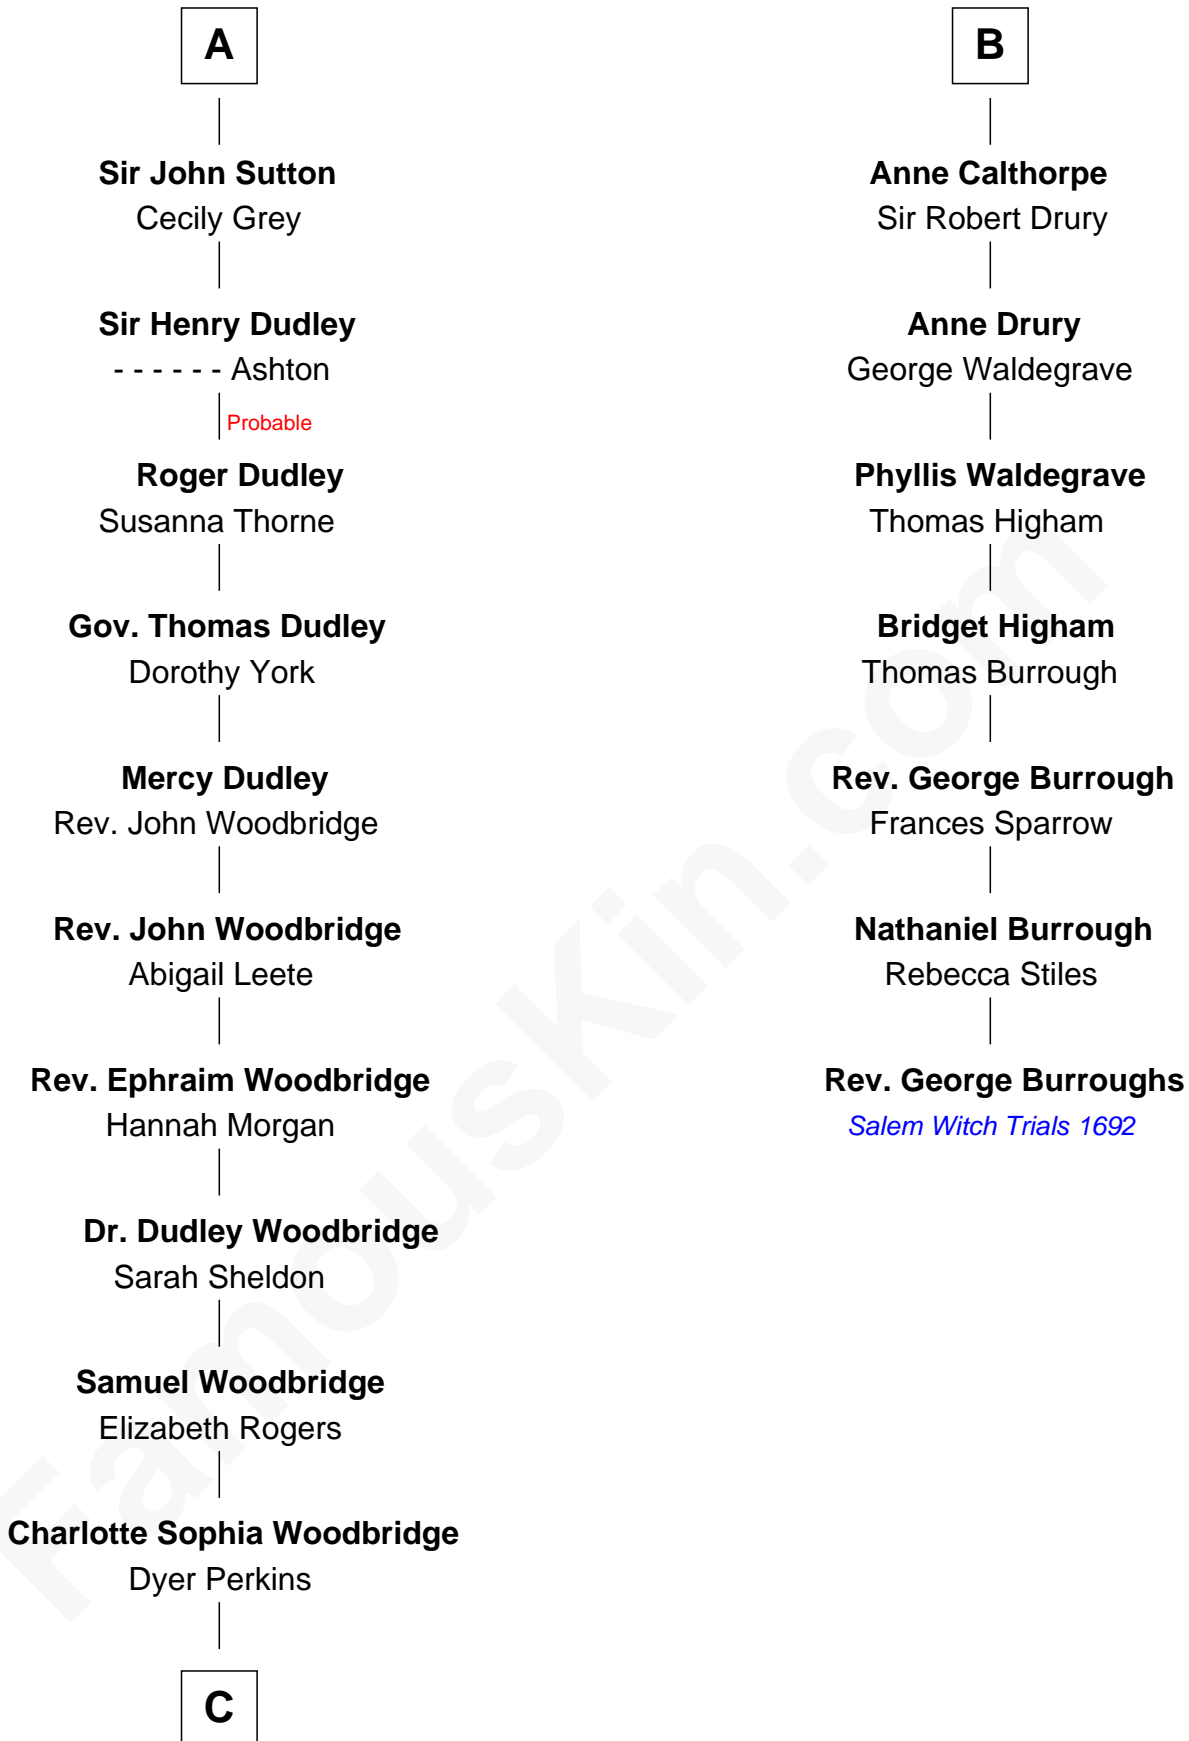 A
Sir John Sutton
Cecily Grey
Sir Henry Dudley
- - - - - - Ashton
Probable
Roger Dudley
Susanna Thorne
Gov. Thomas Dudley
Dorothy York
Mercy Dudley
Rev. John Woodbridge
Rev. John Woodbridge
Abigail Leete
Rev. Ephraim Woodbridge
Hannah Morgan
Dr. Dudley Woodbridge
Sarah Sheldon
Samuel Woodbridge
Elizabeth Rogers
Charlotte Sophia Woodbridge
Dyer Perkins
C
B
Anne Calthorpe
Sir Robert Drury
Anne Drury
George Waldegrave
Phyllis Waldegrave
Thomas Higham
Bridget Higham
Thomas Burrough
Rev. George Burrough
Frances Sparrow
Nathaniel Burrough
Rebecca Stiles
Rev. George Burroughs
Salem Witch Trials 1692
FamousKin.com